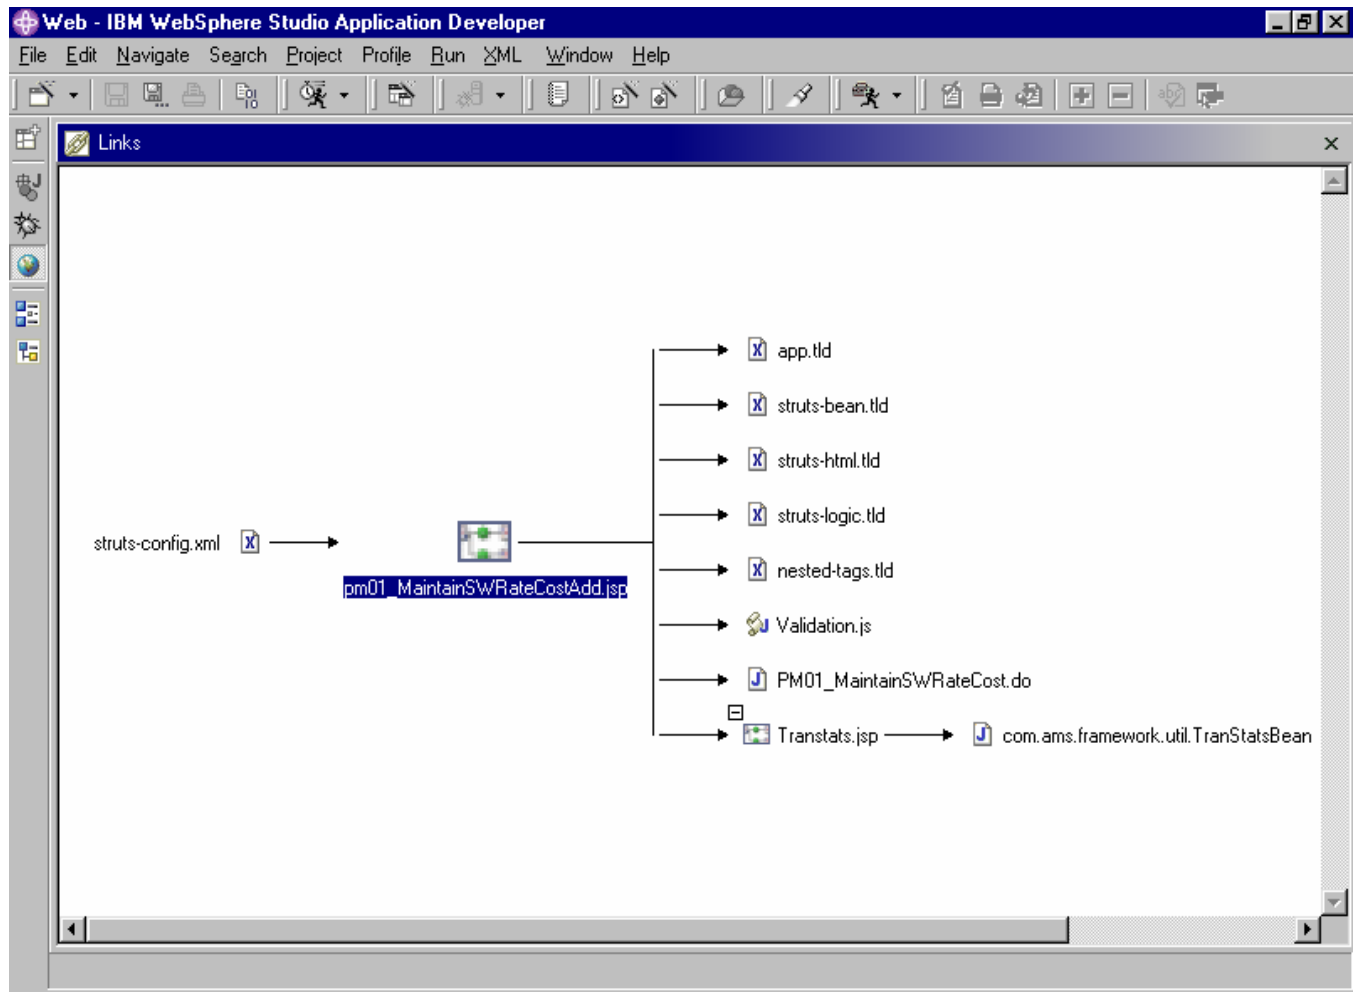 Web - IBM WebSphere Studio Application Developer
File Edit Navigate Search Project Profile Run XML Window Help
Links
app.tld
struts-bean.tld
struts-html.tld
struts-logic.tld
struts-config.xml
pm01_MaintainSWRateCostAdd.jsp
nested-tags.tld
Validation.js
PM01_MaintainSWRateCost.do
Transtats.jsp com.ams.framework.util.TranStatsBean